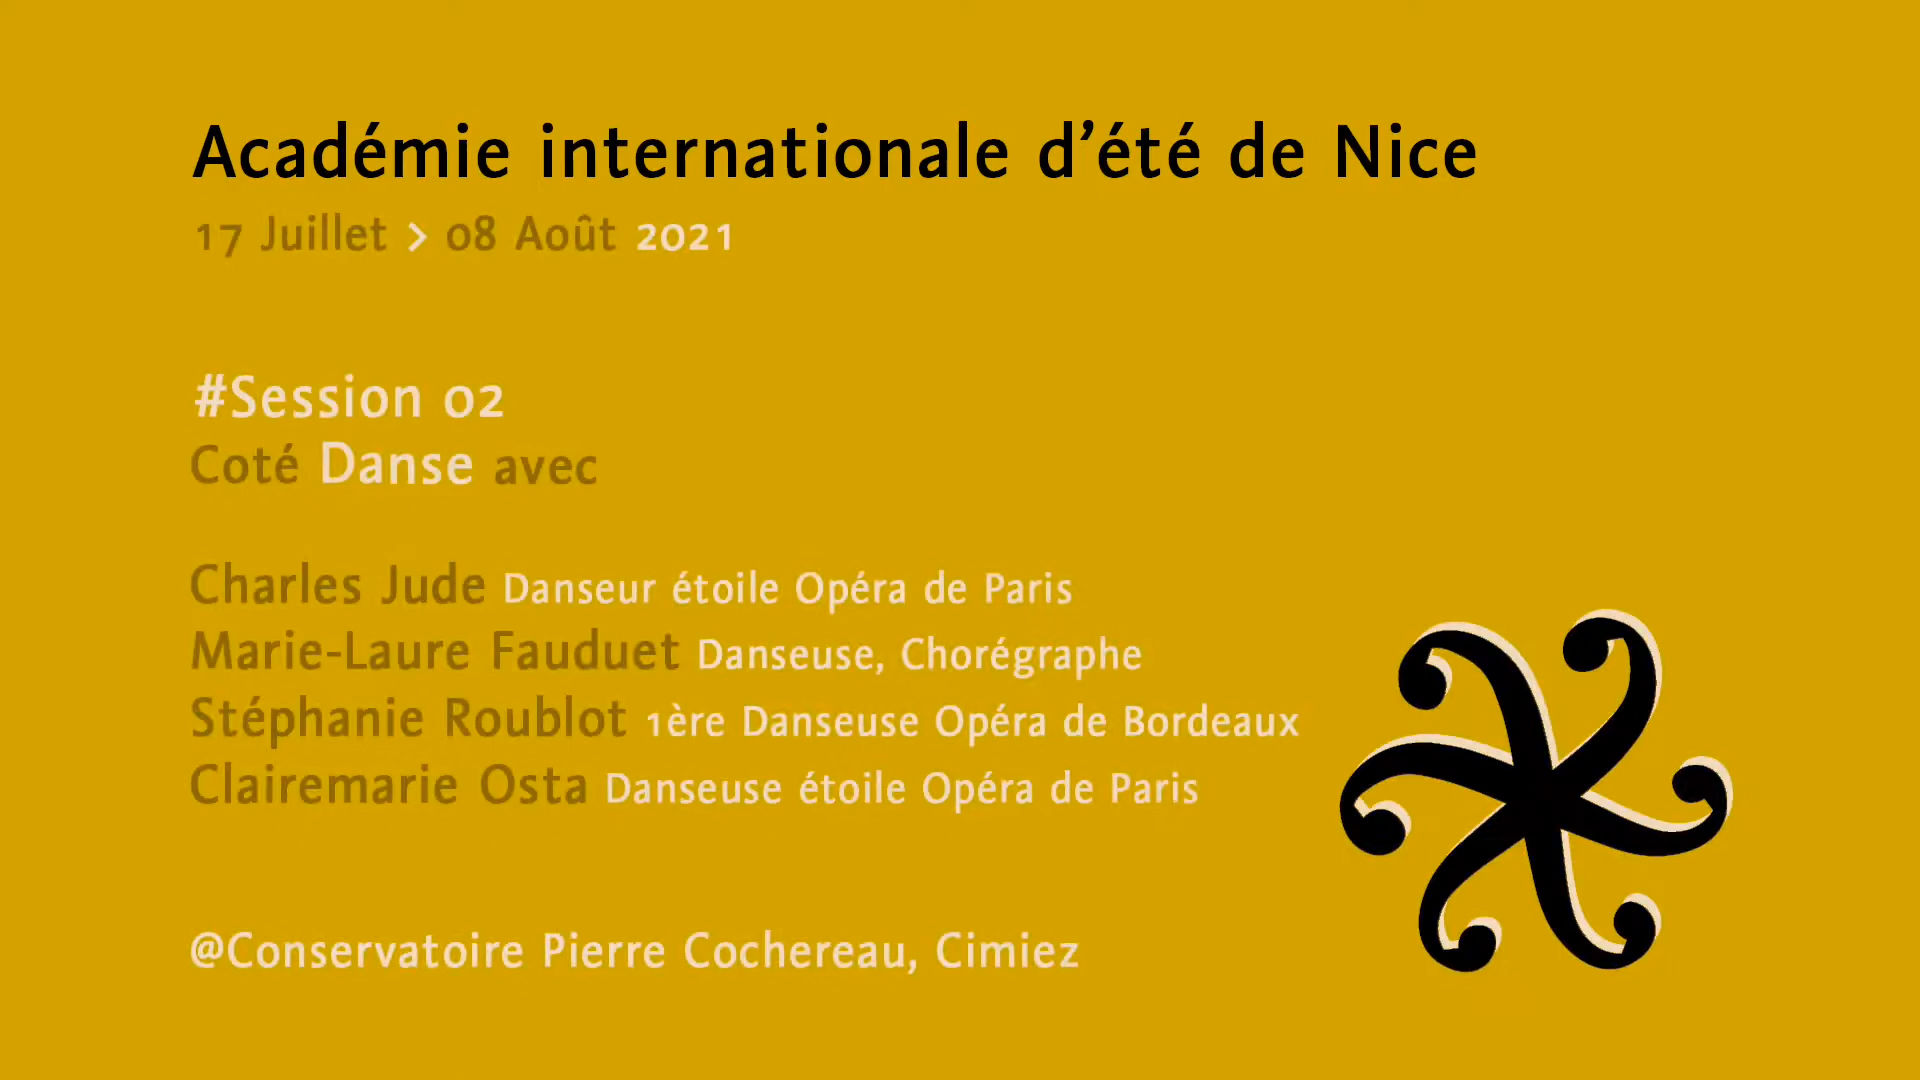 Académie internationale d’été de Nice
17 Juillet > 08 Août 2021
#Session 02
Coté Danse avec
Charles Jude Danseur étoile Opéra de Paris
Marie-Laure Fauduet Danseuse, Chorégraphe
Stéphanie Roublot 1ère Danseuse Opéra de Bordeaux
Clairemarie Osta Danseuse étoile Opéra de Paris
@Conservatoire Pierre Cochereau, Cimiez